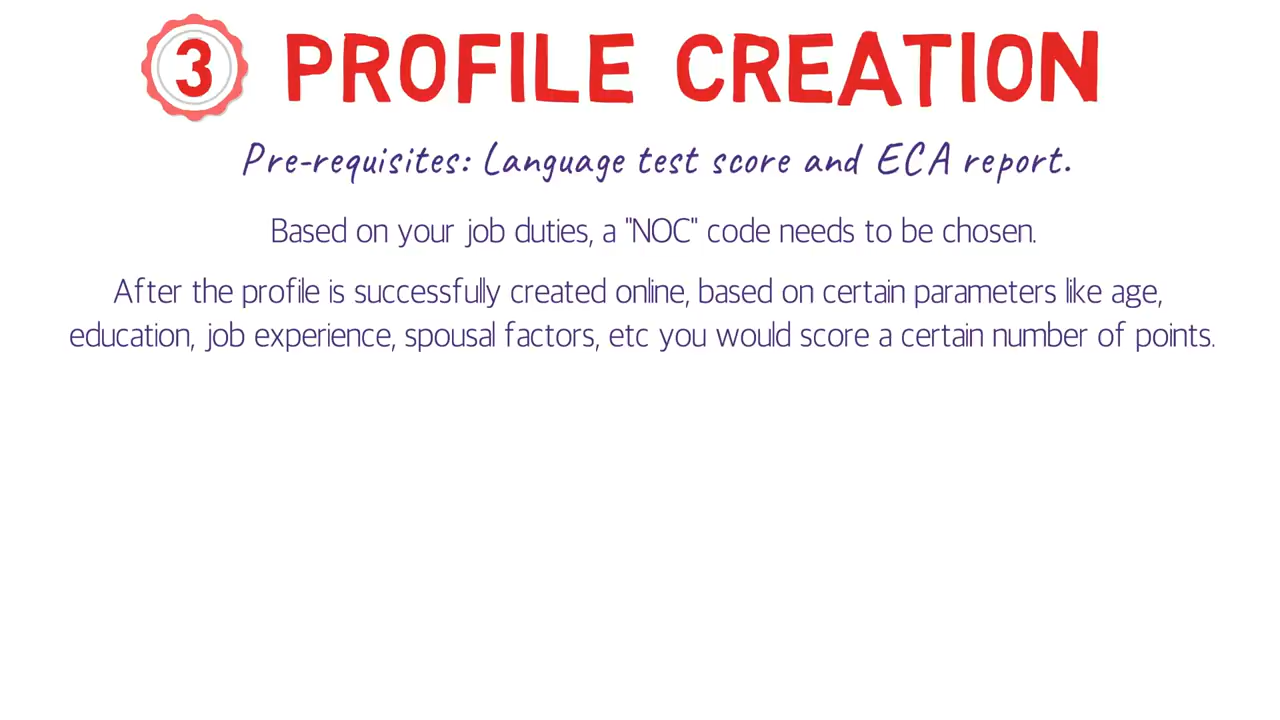 3 PROFILE CREATION
Pre-requisites: Language test score and ECA report.
Based on your job duties, a "NOC" code needs to be chosen.
After the profile is successfully created online, based on certain parameters like age,
education, job experience, spousal factors, etc you would score a certain number of points.